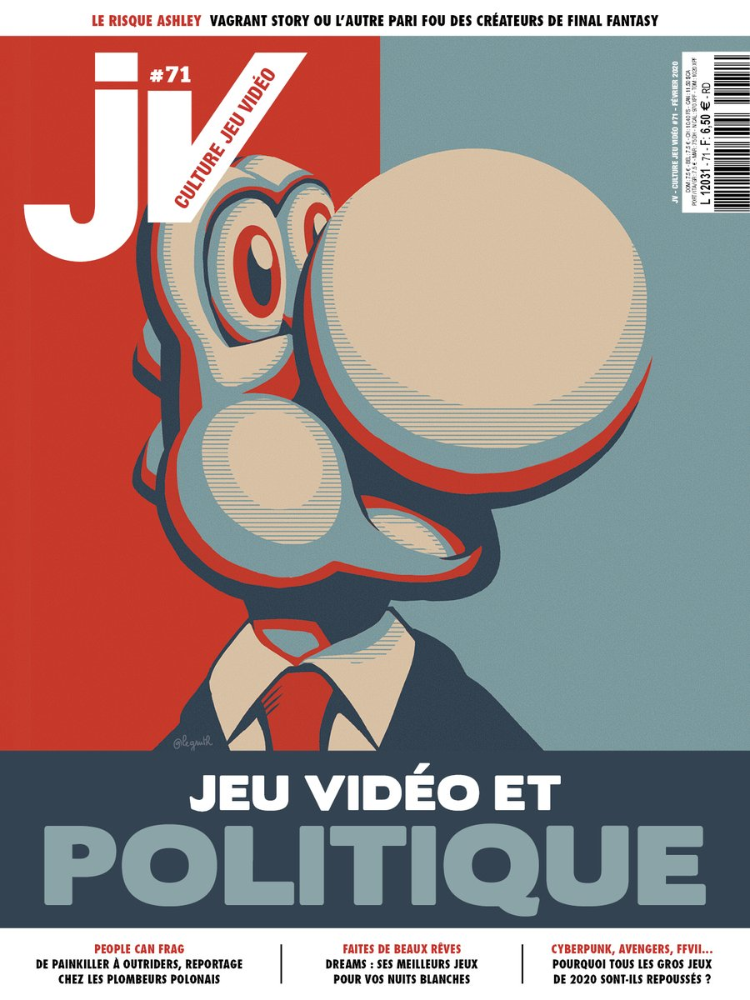 LE RISQUE ASHLEY VAGRANT STORY OU L'AUTRE PARI FOU DES CRÉATEURS DE FINAL FANTASY
jv
#71
CULTURE JEU VIDÉO
JV - CULTURE JEU VIDÉO #71 - FÉVRIER 2020
L 12031 - 71 - F: 6,50 € - RD
@legruth
JEU VIDÉO ET
POLITIQUE
PEOPLE CAN FRAG
DE PAINKILLER À OUTRIDERS, REPORTAGE
CHEZ LES PLOMBEURS POLONAIS
FAITES DE BEAUX RÊVES
DREAMS : SES MEILLEURS JEUX
POUR VOS NUITS BLANCHES
CYBERPUNK, AVENGERS, FFVII...
POURQUOI TOUS LES GROS JEUX
DE 2020 SONT-ILS REPOUSSÉS ?